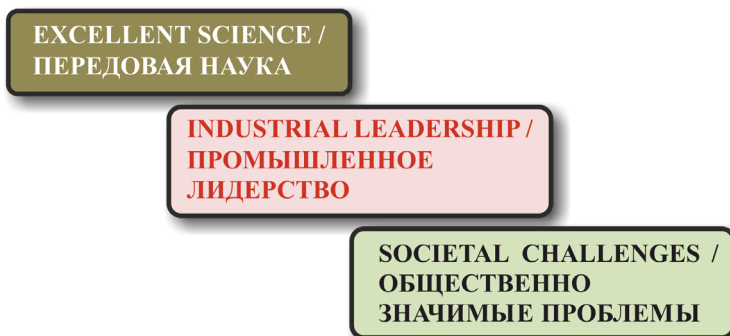 EXCELLENT SCIENCE /
ПЕРЕДОВАЯ НАУКА
INDUSTRIAL LEADERSHIP /
ПРОМЫШЛЕННОЕ
ЛИДЕРСТВО
SOCIETAL CHALLENGES /
ОБЩЕСТВЕННО
ЗНАЧИМЫЕ ПРОБЛЕМЫ